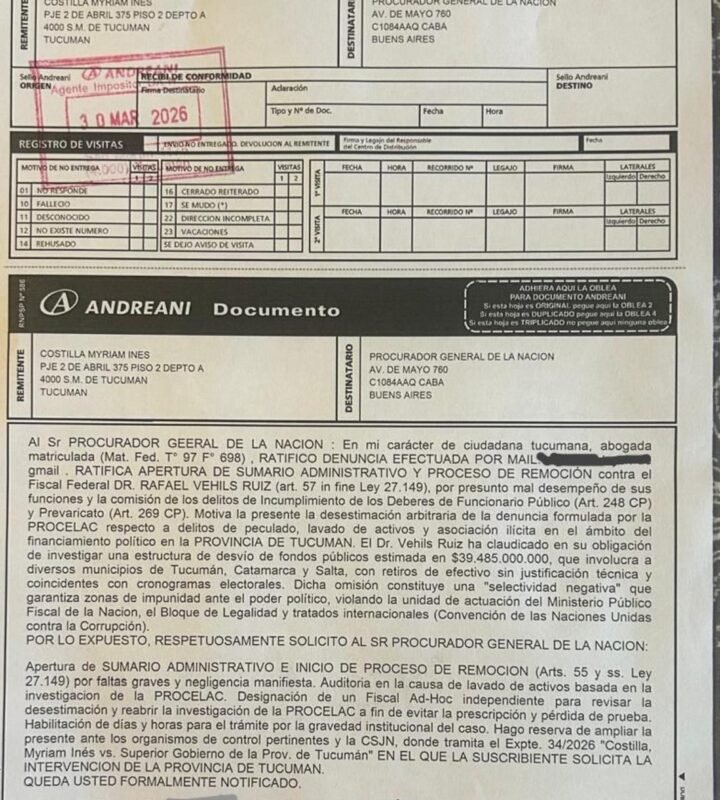 REMITENTE
COSTILLA MYRIAM INES
PJE 2 DE ABRIL 375 PISO 2 DEPTO A
4000 S.M. DE TUCUMAN
TUCUMAN
DESTINATARIO
PROCURADOR GENERAL DE LA NACION
AV. DE MAYO 760
C1084AAQ CABA
BUENOS AIRES
Sello Andreani
ORIGEN
ANDREANI
Agente Imposito
30 MAR 2026
RECIBI DE CONFORMIDAD
Firma Destinatario
Aclaración
Tipo y Nº de Doc.
Fecha
Hora
Sello Andreani
DESTINO
REGISTRO DE VISITAS
ENVIO NO ENTREGADO. DEVOLUCION AL REMITENTE
Firma y Legajo del Responsable
del Centro de Distribución
Fecha
MOTIVO DE NO ENTREGA
VISITAS
1 2
MOTIVO DE NO ENTREGA
VISITAS
1 2
01 NO RESPONDE
10 FALLECIO
11 DESCONOCIDO
12 NO EXISTE NUMERO
14 REHUSADO
16 CERRADO REITERADO
17 SE MUDO (*)
22 DIRECCION INCOMPLETA
23 VACACIONES
SE DEJO AVISO DE VISITA
1º VISITA
FECHA HORA RECORRIDO Nº LEGAJO FIRMA LATERALES
Izquierdo Derecho
2º VISITA
FECHA HORA RECORRIDO Nº LEGAJO FIRMA LATERALES
Izquierdo Derecho
RNPSP Nº 586
ANDREANI Documento
ADHIERA AQUI LA OBLEA
PARA DOCUMENTO ANDREANI
Si esta hoja es ORIGINAL pegue aquí la OBLEA 2
Si esta hoja es DUPLICADO pegue aquí la OBLEA 4
Si esta hoja es TRIPLICADO no pegue aquí ninguna oblea
REMITENTE
COSTILLA MYRIAM INES
PJE 2 DE ABRIL 375 PISO 2 DEPTO A
4000 S.M. DE TUCUMAN
TUCUMAN
DESTINATARIO
PROCURADOR GENERAL DE LA NACION
AV. DE MAYO 760
C1084AAQ CABA
BUENOS AIRES
Al Sr PROCURADOR GEERAL DE LA NACION : En mi carácter de ciudadana tucumana, abogada
matriculada (Mat. Fed. T° 97 F° 698) , RATIFICO DENUNCIA EFECTUADA POR MAIL
gmail . RATIFICA APERTURA DE SUMARIO ADMINISTRATIVO Y PROCESO DE REMOCIÓN contra el
Fiscal Federal DR. RAFAEL VEHILS RUIZ (art. 57 in fine Ley 27.149), por presunto mal desempeño de sus
funciones y la comisión de los delitos de Incumplimiento de los Deberes de Funcionario Público (Art. 248 CP)
y Prevaricato (Art. 269 CP). Motiva la presente la desestimación arbitraria de la denuncia formulada por la
PROCELAC respecto a delitos de peculado, lavado de activos y asociación ilícita en el ámbito del
financiamiento político en la PROVINCIA DE TUCUMAN. El Dr. Vehils Ruiz ha claudicado en su obligación
de investigar una estructura de desvío de fondos públicos estimada en $39.485.000.000, que involucra a
diversos municipios de Tucumán, Catamarca y Salta, con retiros de efectivo sin justificación técnica y
coincidentes con cronogramas electorales. Dicha omisión constituye una "selectividad negativa" que
garantiza zonas de impunidad ante el poder político, violando la unidad de actuación del Ministerio Público
Fiscal de la Nacion, el Bloque de Legalidad y tratados internacionales (Convención de las Naciones Unidas
contra la Corrupción).
POR LO EXPUESTO, RESPETUOSAMENTE SOLICITO AL SR PROCURADOR GENERAL DE LA NACION:
Apertura de SUMARIO ADMINISTRATIVO E INICIO DE PROCESO DE REMOCION (Arts. 55 y ss. Ley
27.149) por faltas graves y negligencia manifiesta. Auditoria en la causa de lavado de activos basada en la
investigacion de la PROCELAC. Designación de un Fiscal Ad-Hoc independiente para revisar la
desestimación y reabrir la investigación de la PROCELAC a fin de evitar la prescripción y pérdida de prueba.
Habilitación de días y horas para el trámite por la gravedad institucional del caso. Hago reserva de ampliar la
presente ante los organismos de control pertinentes y la CSJN, donde tramita el Expte. 34/2026 "Costilla,
Myriam Inés vs. Superior Gobierno de la Prov. de Tucumán" EN EL QUE LA SUSCRIBIENTE SOLICITA LA
INTERVENCION DE LA PROVINCIA DE TUCUMAN.
QUEDA USTED FORMALMENTE NOTIFICADO.